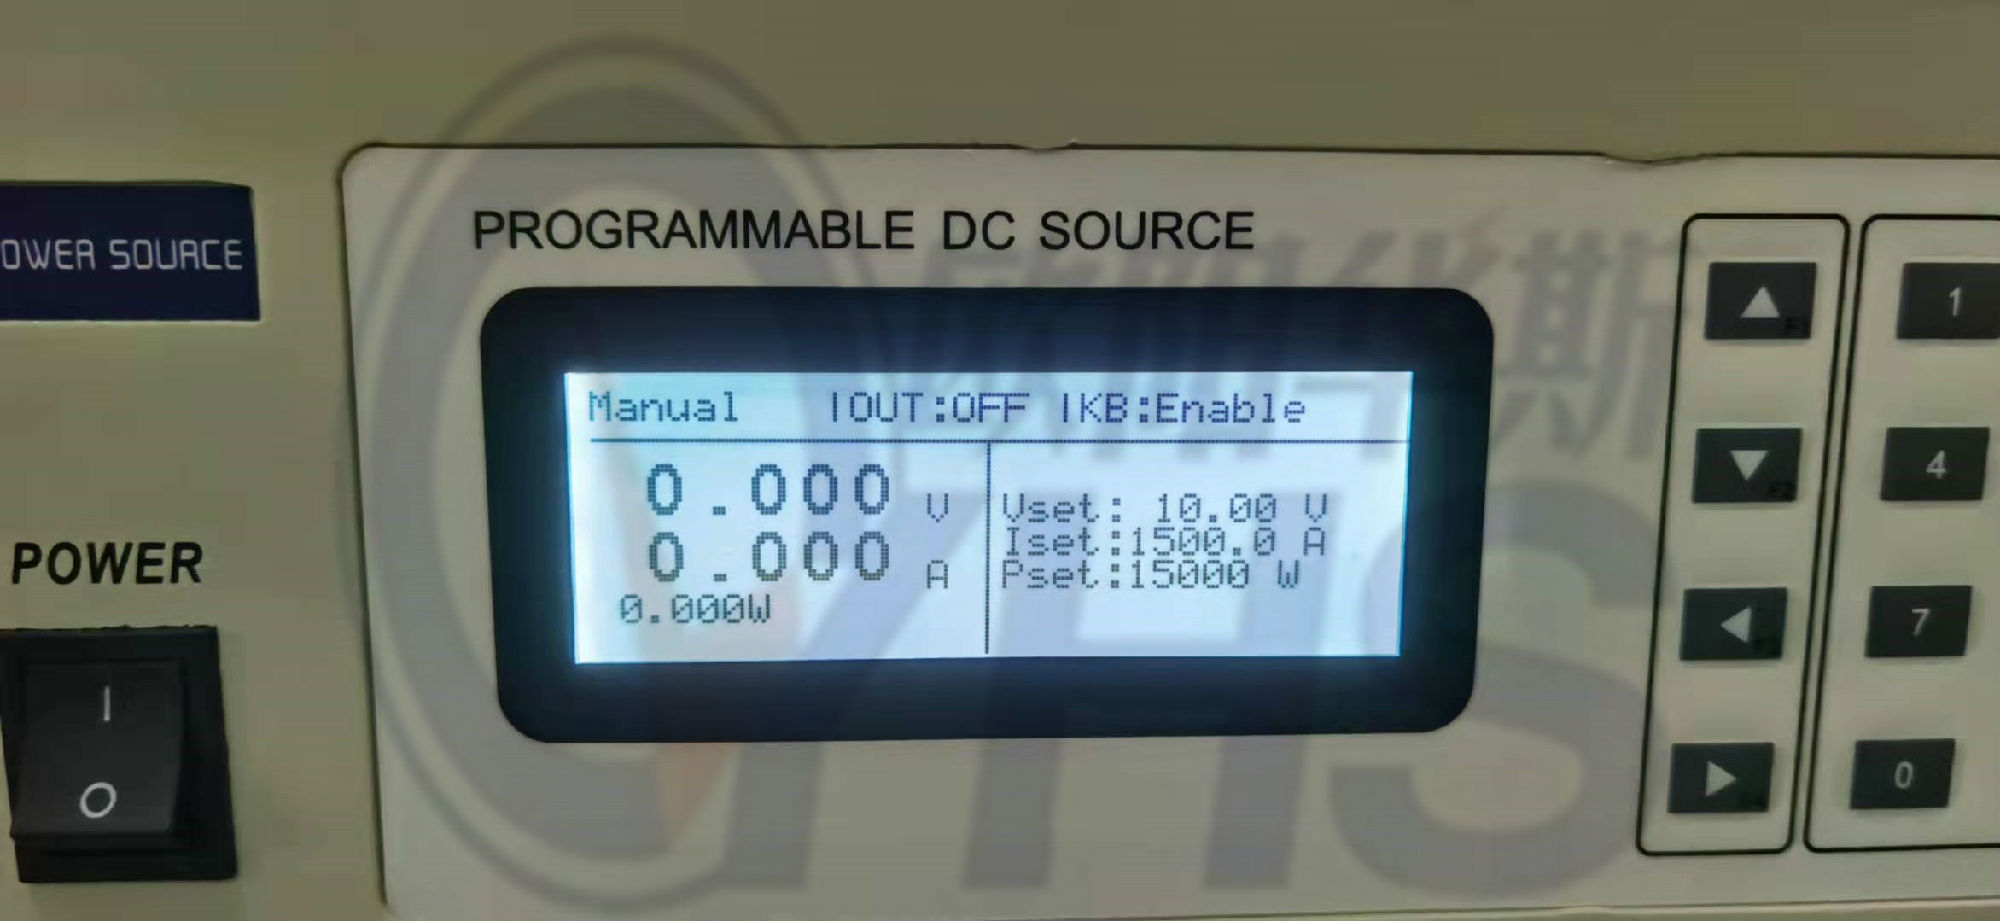 PROGRAMMABLE DC SOURCE
OWER SOURCE
Manual |OUT:OFF |KB:Enable
0.000 V
0.000 A
0.000W
Vset: 10.00 V
Iset:1500.0 A
Pset:15000 W
POWER
I
O
1
F2
4
7
0